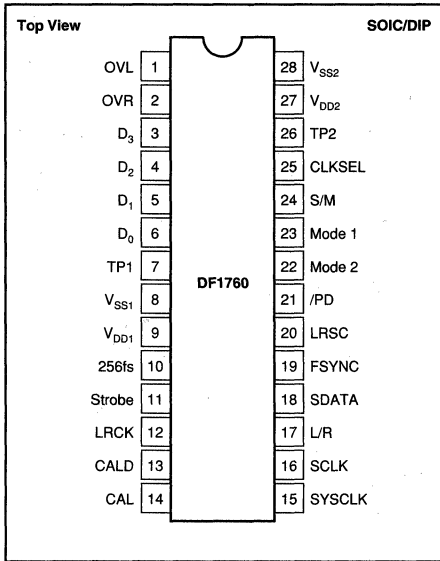 Top View SOIC/DIP
OVL 1 28 VSS2
OVR 2 27 VDD2
D3 3 26 TP2
D2 4 25 CLKSEL
D1 5 24 S/M
D0 6 23 Mode 1
TP1 7 22 Mode 2
DF1760
VSS1 8 21 /PD
VDD1 9 20 LRSC
256fs 10 19 FSYNC
Strobe 11 18 SDATA
LRCK 12 17 L/R
CALD 13 16 SCLK
CAL 14 15 SYSCLK